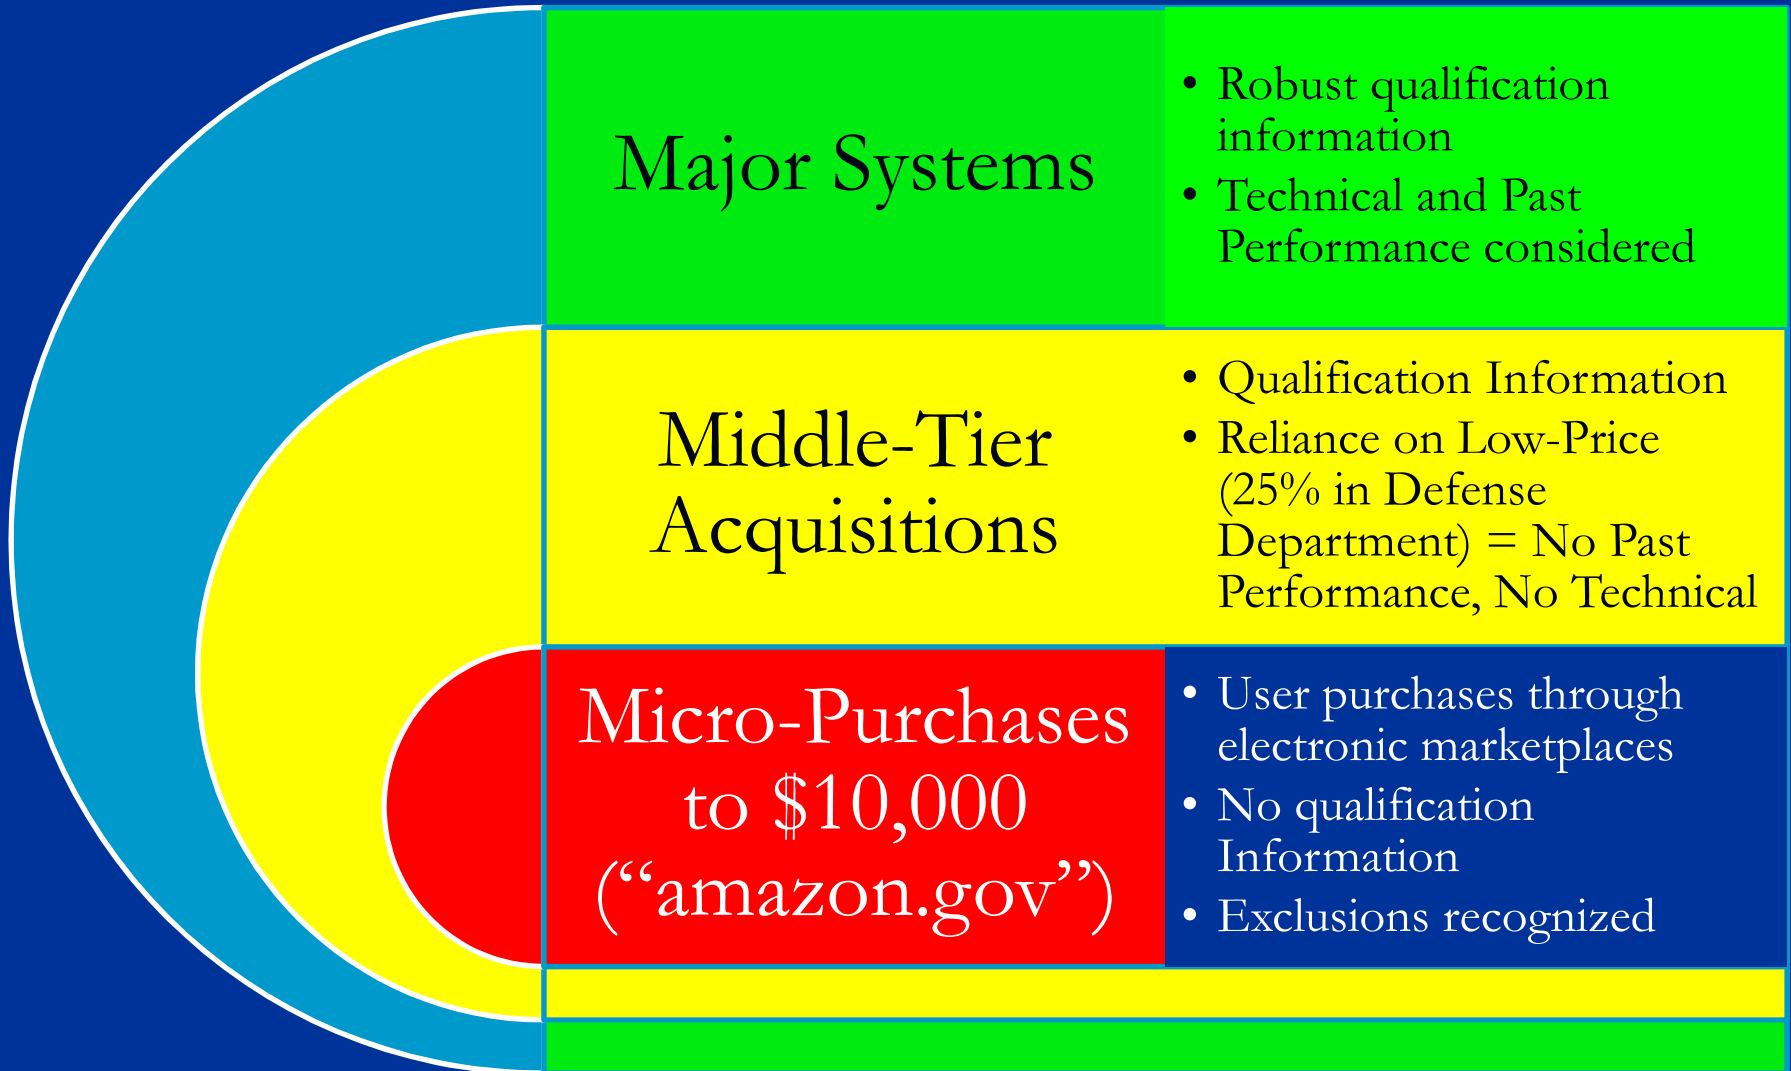 Major Systems
• Robust qualification
information
• Technical and Past
Performance considered
Middle-Tier
Acquisitions
• Qualification Information
• Reliance on Low-Price
(25% in Defense
Department) = No Past
Performance, No Technical
Micro-Purchases
to $10,000
(“amazon.gov”)
• User purchases through
electronic marketplaces
• No qualification
Information
• Exclusions recognized